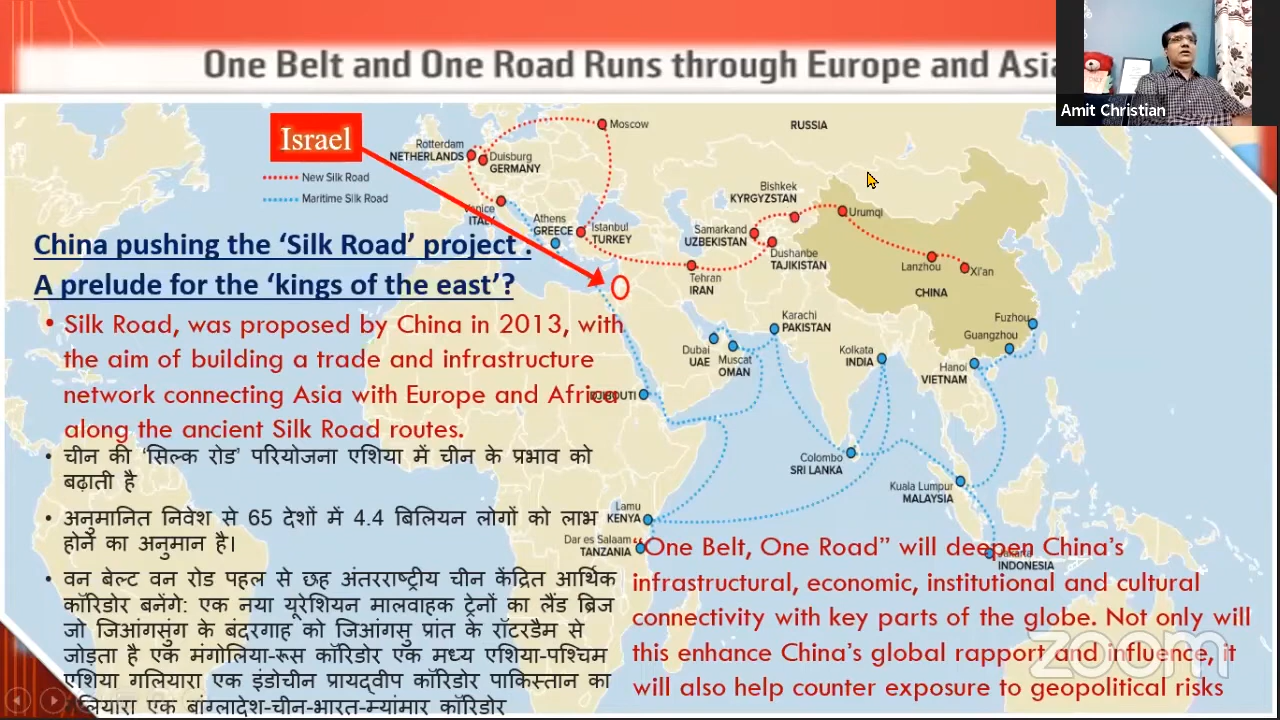 One Belt and One Road Runs through Europe and Asia
Amit Christian
Israel
New Silk Road
Maritime Silk Road
Rotterdam
NETHERLANDS
Duisburg
GERMANY
Moscow
RUSSIA
Venice
ITALY
Athens
GREECE
Istanbul
TURKEY
Bishkek
KYRGYZSTAN
Samarkand
UZBEKISTAN
Dushanbe
TAJIKISTAN
Urumqi
Lanzhou
Xi'an
CHINA
Tehran
IRAN
Fuzhou
Guangzhou
Karachi
PAKISTAN
Dubai
UAE
Muscat
OMAN
Kolkata
INDIA
Hanoi
VIETNAM
DJIBOUTI
Colombo
SRI LANKA
Kuala Lumpur
MALAYSIA
Lamu
KENYA
Dar es Salaam
TANZANIA
Jakarta
INDONESIA
China pushing the ‘Silk Road’ project :
A prelude for the ‘kings of the east’?
• Silk Road, was proposed by China in 2013, with
the aim of building a trade and infrastructure
network connecting Asia with Europe and Africa
along the ancient Silk Road routes.
• चीन की ‘सिल्क रोड’ परियोजना एशिया में चीन के प्रभाव को
बढ़ाती है
• अनुमानित निवेश से 65 देशों में 4.4 बिलियन लोगों को लाभ
होने का अनुमान है।
• वन बेल्ट वन रोड पहल से छह अंतरराष्ट्रीय चीन केंद्रित आर्थिक
कॉरिडोर बनेंगे: एक नया यूरेशियन मालवाहक ट्रेनों का लैंड ब्रिज
जो जिआंगसुंग के बंदरगाह को जिआंगसु प्रांत के रॉटरडैम से
जोड़ता है एक मंगोलिया-रूस कॉरिडोर एक मध्य एशिया-पश्चिम
एशिया गलियारा एक इंडोचीन प्रायद्वीप कॉरिडोर पाकिस्तान का
गलियारा एक बांग्लादेश-चीन-भारत-म्यांमार कॉरिडोर
“One Belt, One Road” will deepen China’s
infrastructural, economic, institutional and cultural
connectivity with key parts of the globe. Not only will
this enhance China’s global rapport and influence, it
will also help counter exposure to geopolitical risks
zoom